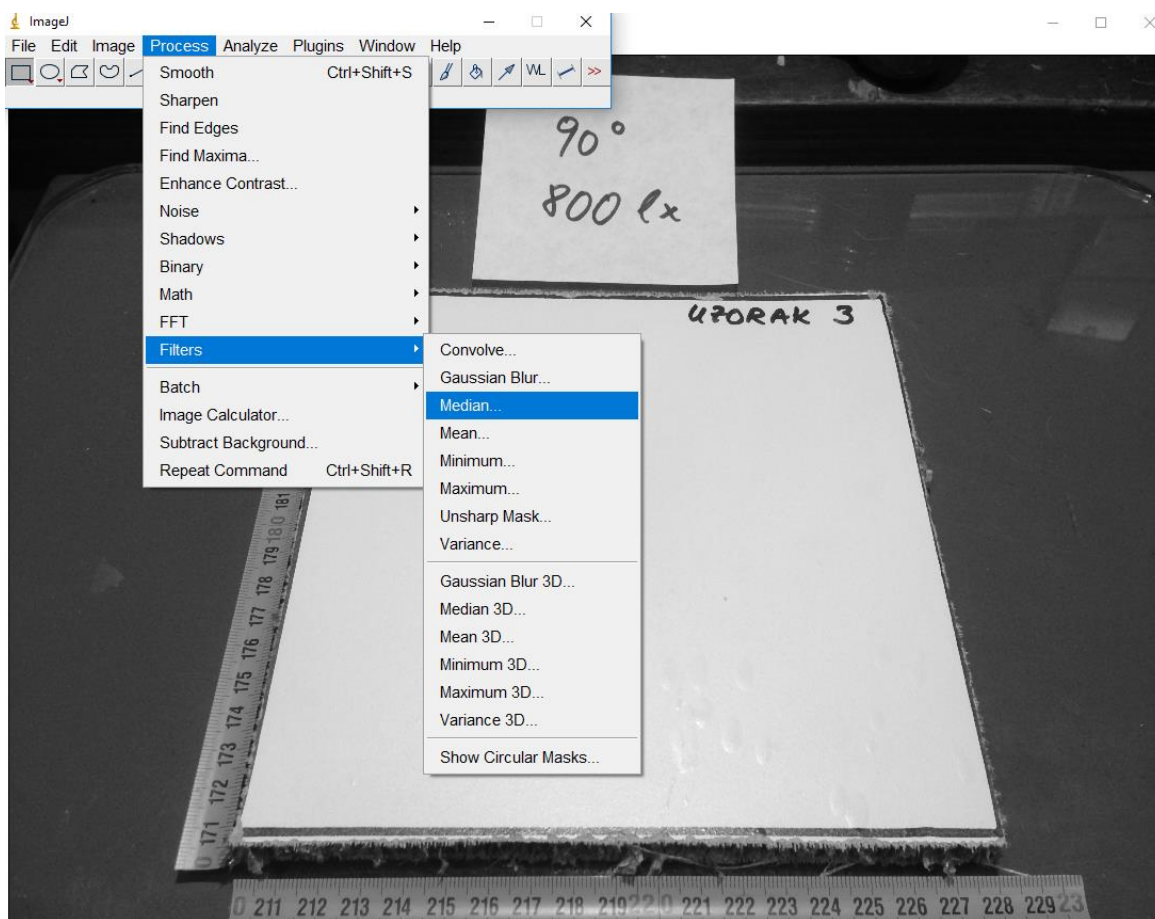 ImageJ
File Edit Image Process Analyze Plugins Window Help
Smooth Ctrl+Shift+S
Sharpen
Find Edges
Find Maxima...
Enhance Contrast...
Noise
Shadows
Binary
Math
FFT
Filters
Batch
Image Calculator...
Subtract Background...
Repeat Command Ctrl+Shift+R
Convolve...
Gaussian Blur...
Median...
Mean...
Minimum...
Maximum...
Unsharp Mask...
Variance...
Gaussian Blur 3D...
Median 3D...
Mean 3D...
Minimum 3D...
Maximum 3D...
Variance 3D...
Show Circular Masks...
90°
800 lx
UZORAK 3
0 171 172 173 174 175 176 177 178 179 180 181
0 211 212 213 214 215 216 217 218 219 220 221 222 223 224 225 226 227 228 229 23